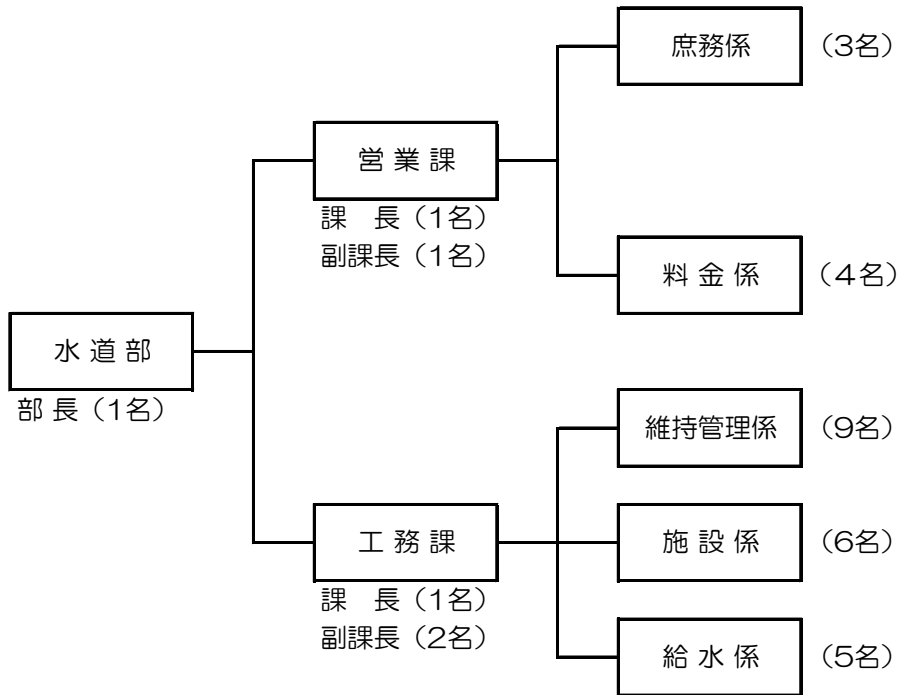 庶務係 （3名）
営 業 課
課　長（1名）
副課長（1名）
料 金 係 （4名）
水 道 部
部 長（1名）
維持管理係 （9名）
工 務 課
課　長（1名）
副課長（2名）
施 設 係 （6名）
給 水 係 （5名）